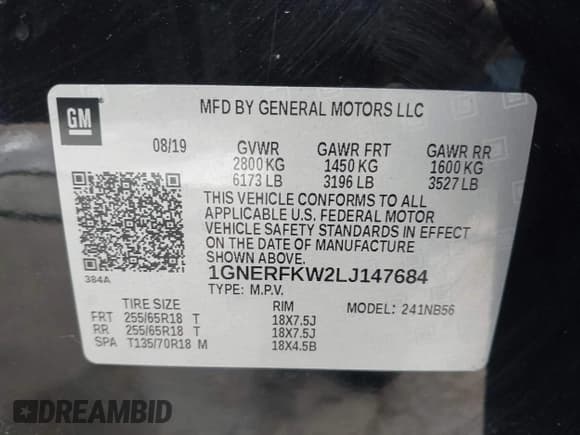 GM
MFD BY GENERAL MOTORS LLC
08/19 GVWR GAWR FRT GAWR RR
2800 KG 1450 KG 1600 KG
6173 LB 3196 LB 3527 LB
THIS VEHICLE CONFORMS TO ALL
APPLICABLE U.S. FEDERAL MOTOR
VEHICLE SAFETY STANDARDS IN EFFECT
ON THE DATE OF MANUFACTURE
SHOWN ABOVE.
384A
1GNERFKW2LJ147684
TYPE: M.P.V. MODEL: 241NB56
TIRE SIZE RIM
FRT 255/65R18 T 18X7.5J
RR 255/65R18 T 18X7.5J
SPA T135/70R18 M 18X4.5B
DREAMBID